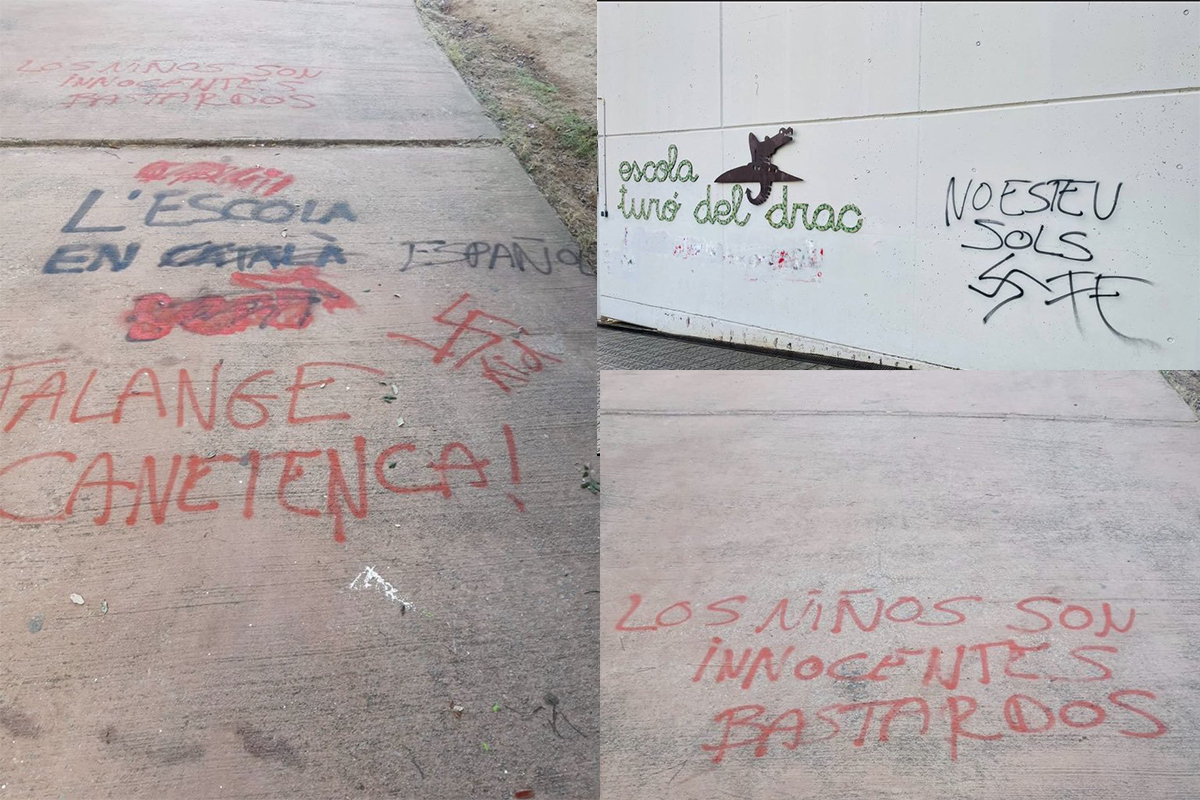 LOS NIÑOS SON
INNOCENTES
BASTARDOS
L'ESCOLA
EN CATALÀ ESPAÑOL
FALANGE
CANETENCA!
escola
turó del drac
NO ESTEU
SOLS
LOS NIÑOS SON
INNOCENTES
BASTARDOS